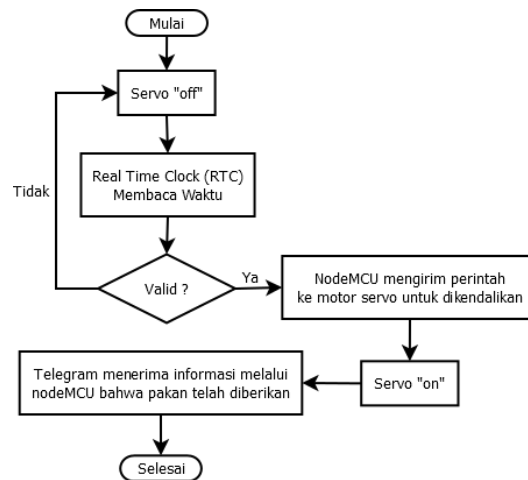 Mulai
Servo "off"
Real Time Clock (RTC)
Membaca Waktu
Tidak
Valid ?
Ya
NodeMCU mengirim perintah
ke motor servo untuk dikendalikan
Servo "on"
Telegram menerima informasi melalui
nodeMCU bahwa pakan telah diberikan
Selesai